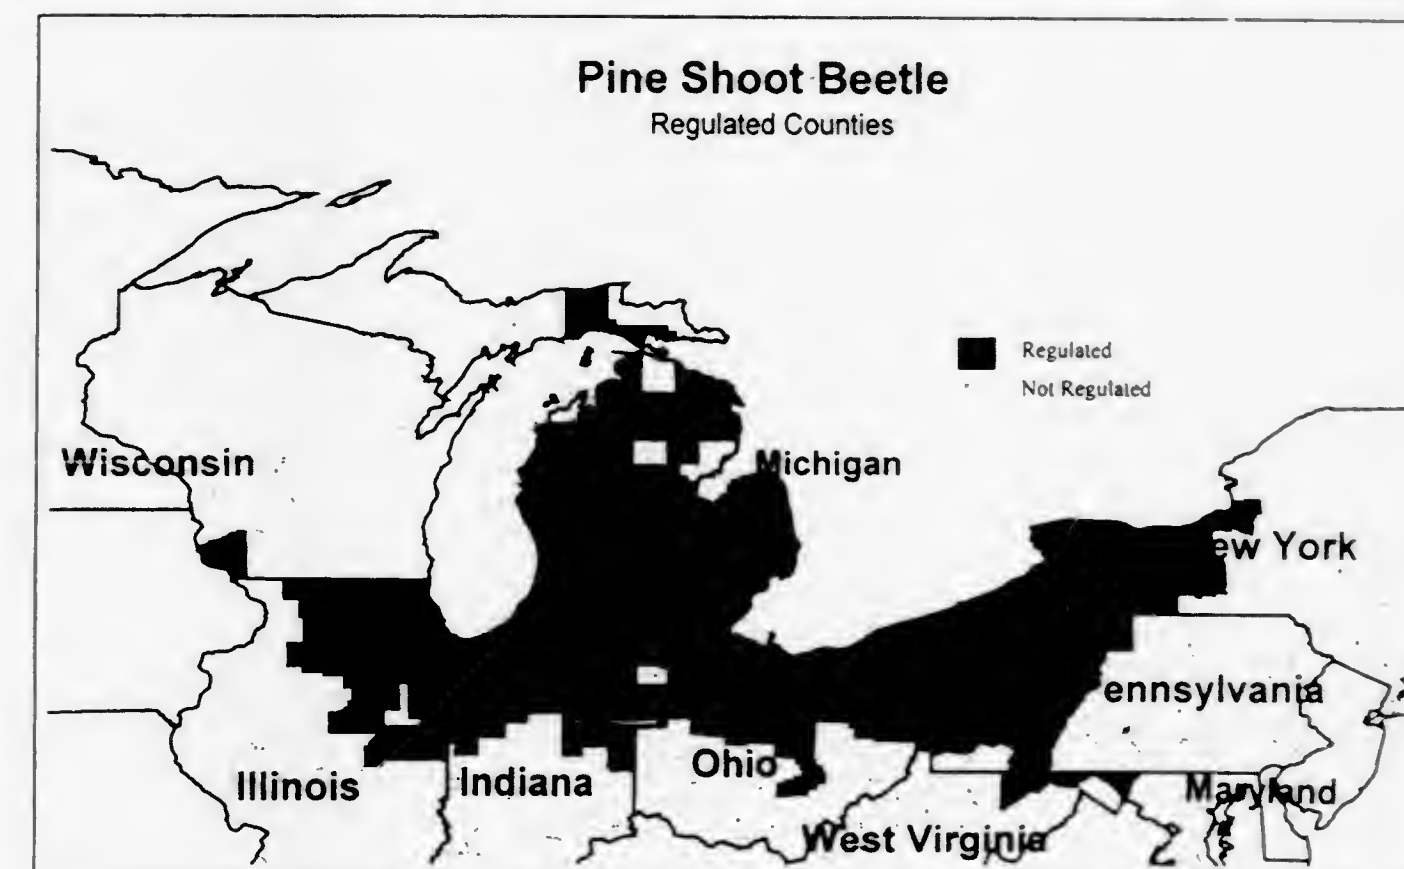 Pine Shoot Beetle
Regulated Counties
Regulated
Not Regulated
Wisconsin
Michigan
ew York
ennsylvania
Illinois
Indiana
Ohio
Maryland
West Virginia